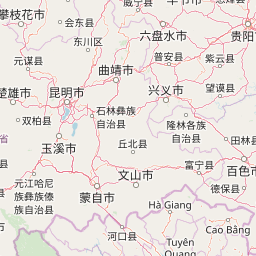 威宁县
毕节市
攀枝花市
会东县
六盘水市
贵阳
东川区
普安县
紫云县
元谋县
曲靖市
望谟县
楚雄市
昆明市
兴义市
双柏县
石林彝族
自治县
隆林各族
自治县
田林县
玉溪市
丘北县
百色市
富宁县
元江哈尼
族彝族傣
族自治县
文山市
德保县
蒙自市
Hà Giang
Cao Bằng
河口县
Tuyên
Quang